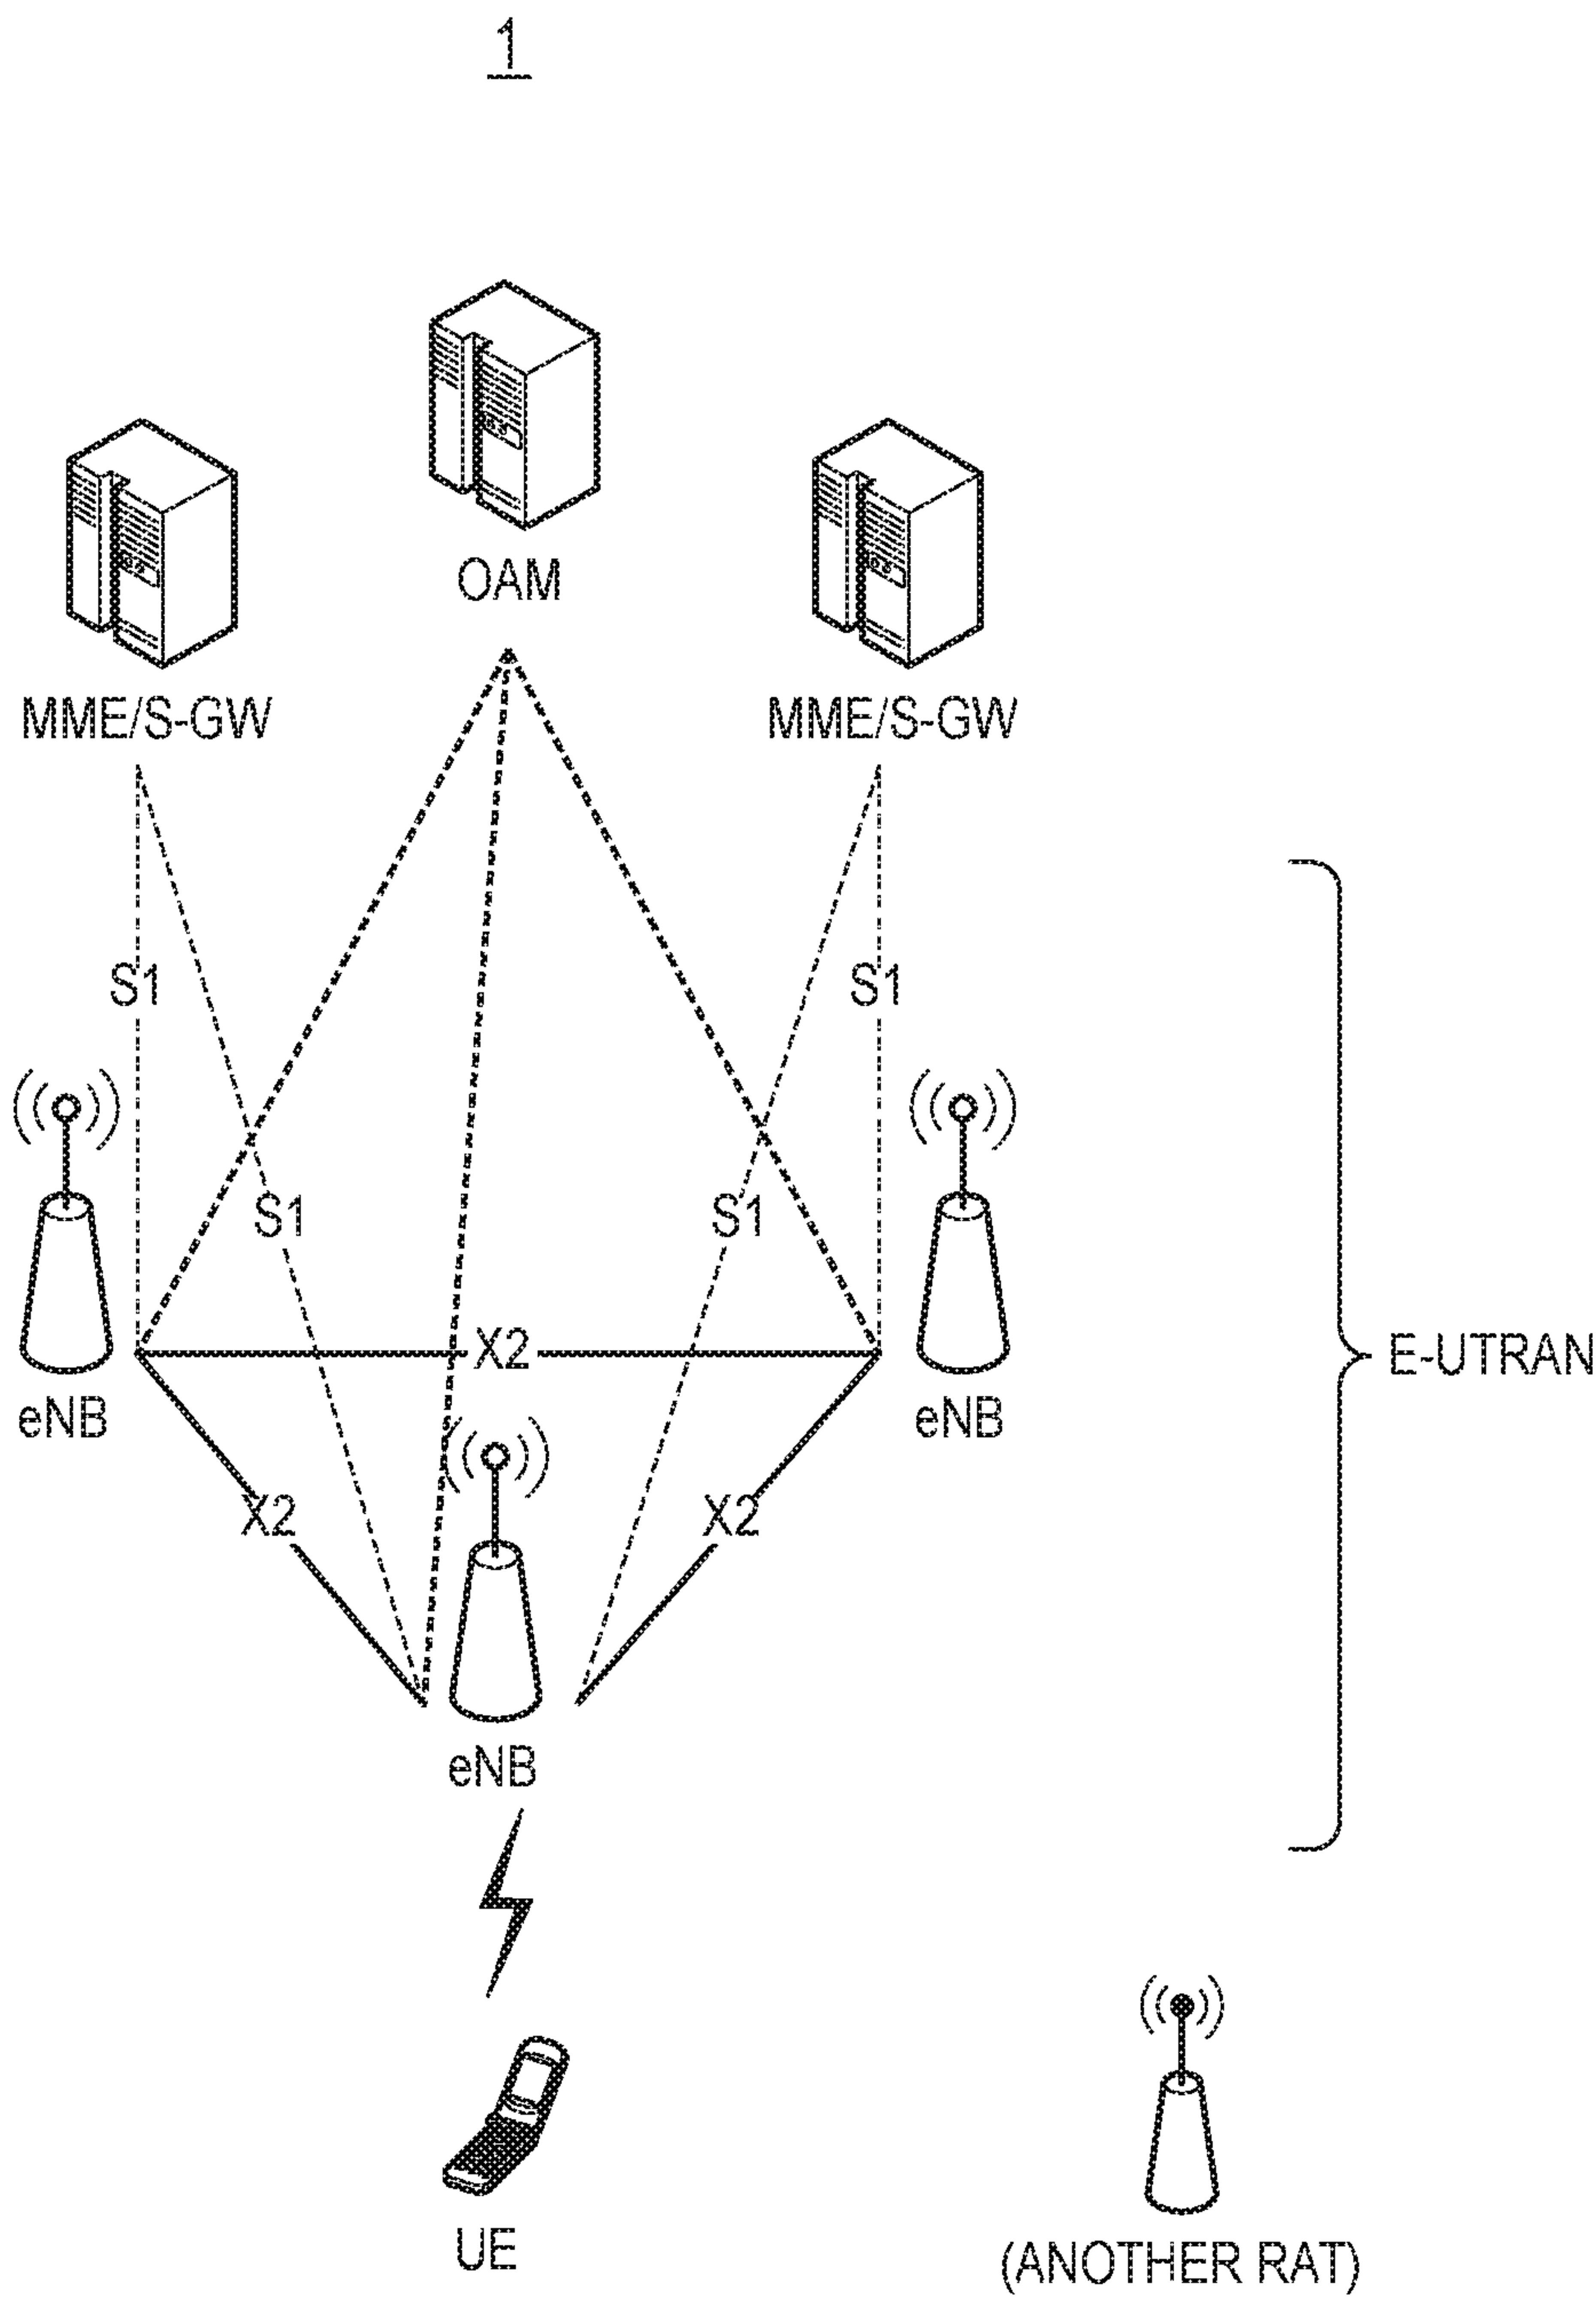 1
OAM
MME/S-GW
MME/S-GW
S1
S1
S1
S1
X2
E-UTRAN
eNB
eNB
X2
X2
eNB
UE
(ANOTHER RAT)